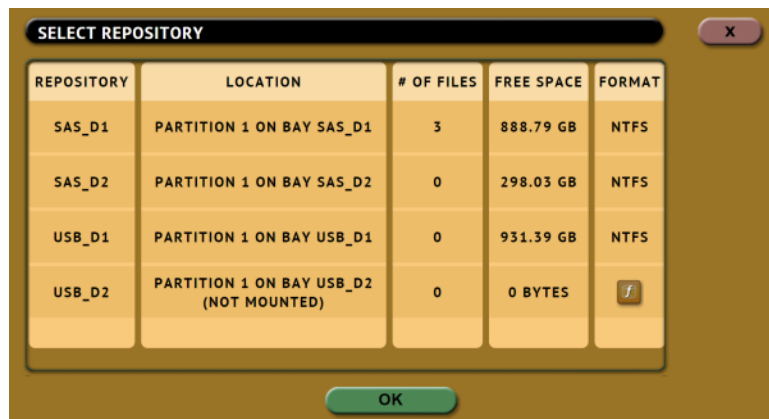 SELECT REPOSITORY
X
REPOSITORY LOCATION # OF FILES FREE SPACE FORMAT
SAS_D1 PARTITION 1 ON BAY SAS_D1 3 888.79 GB NTFS
SAS_D2 PARTITION 1 ON BAY SAS_D2 0 298.03 GB NTFS
USB_D1 PARTITION 1 ON BAY USB_D1 0 931.39 GB NTFS
USB_D2 PARTITION 1 ON BAY USB_D2 0 0 BYTES f
(NOT MOUNTED)
OK